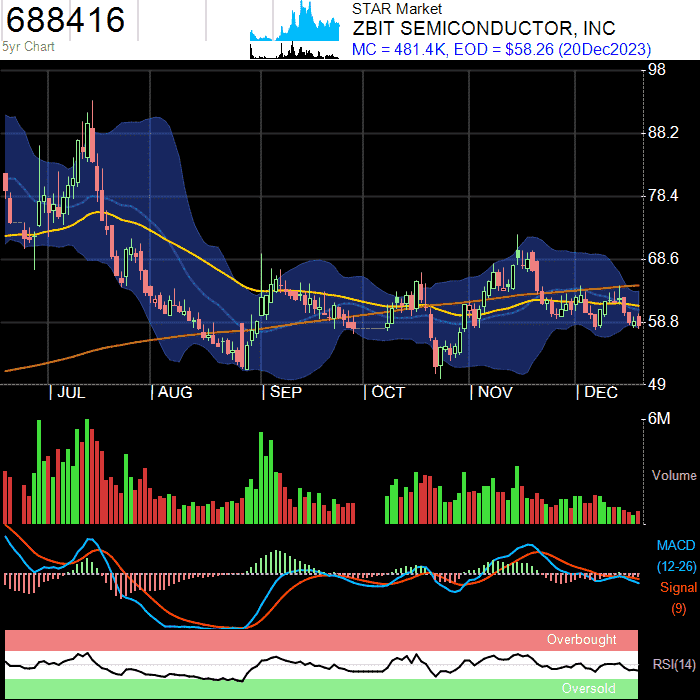 688416
5yr Chart
STAR Market
ZBIT SEMICONDUCTOR, INC
MC = 481.4K, EOD = $58.26 (20Dec2023)
98
88.2
78.4
68.6
58.8
49
| JUL | AUG | SEP | OCT | NOV | DEC
6M
Volume
MACD
(12-26)
Signal
(9)
Overbought
RSI(14)
Oversold